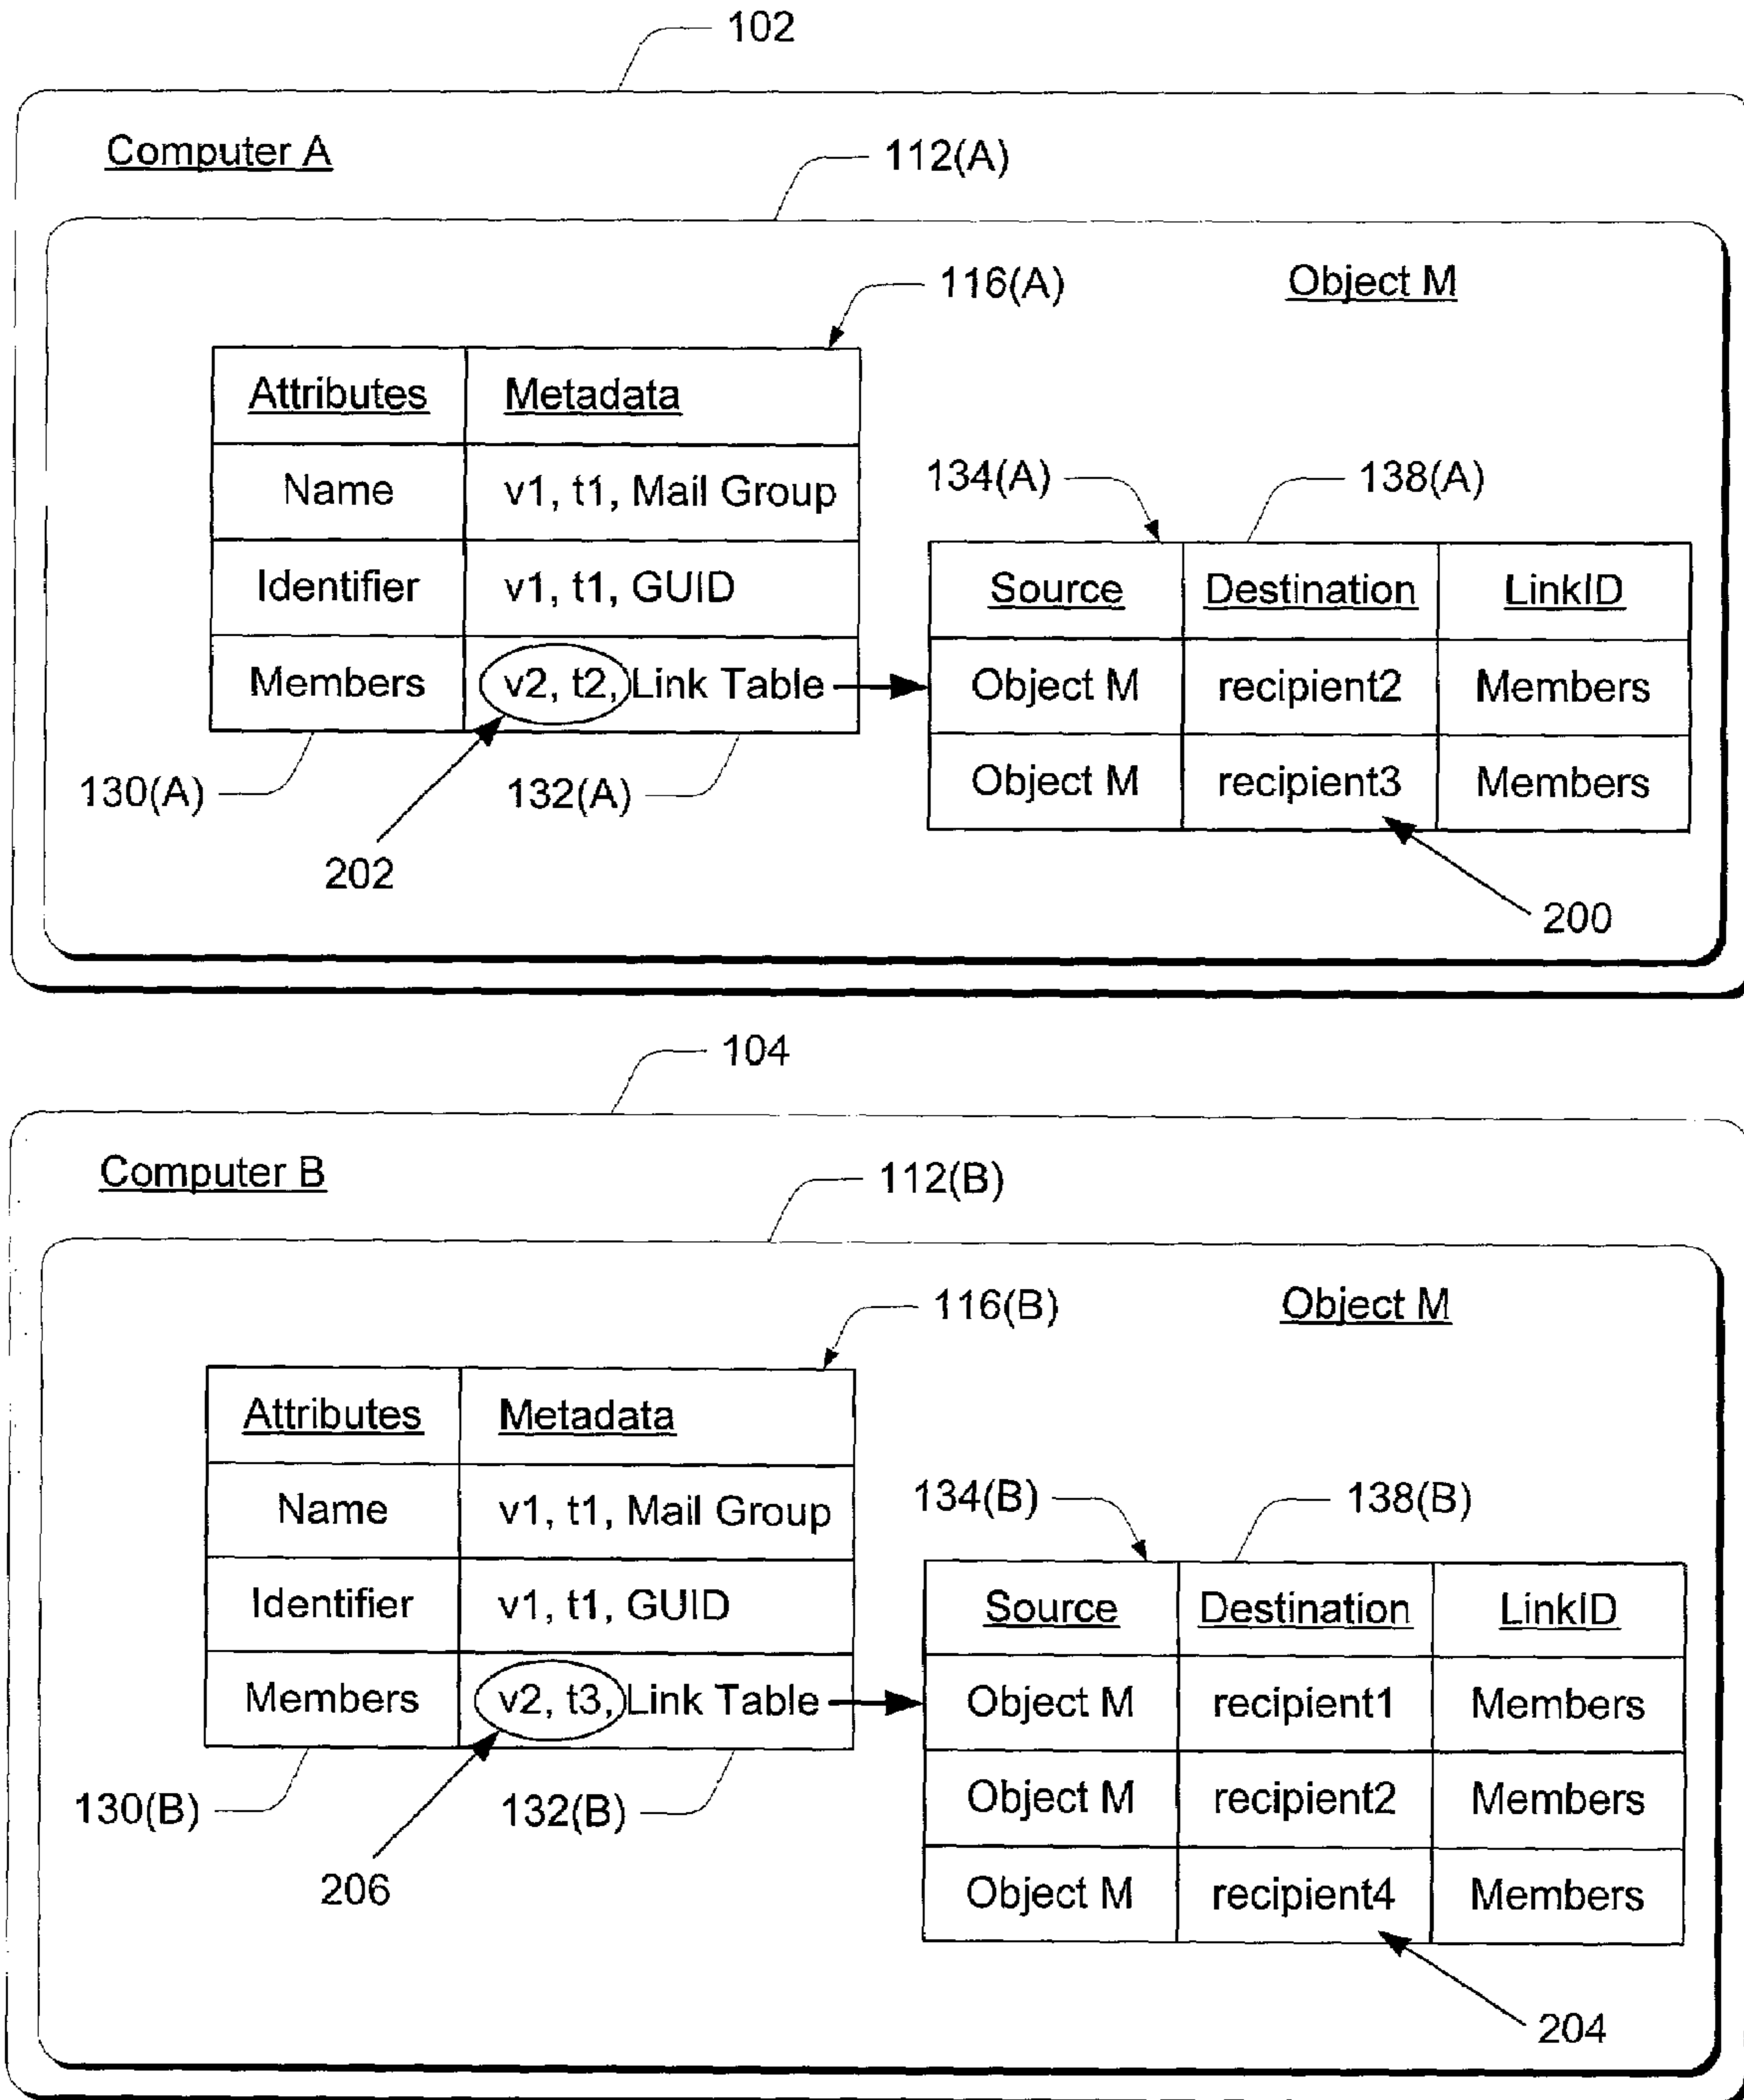 102
Computer A
112(A)
116(A)
Object M
Attributes Metadata
Name v1, t1, Mail Group
134(A) 138(A)
Identifier v1, t1, GUID
Source Destination LinkID
Members v2, t2, Link Table
Object M recipient2 Members
Object M recipient3 Members
130(A) 132(A)
202
200
104
Computer B
112(B)
116(B)
Object M
Attributes Metadata
Name v1, t1, Mail Group
134(B) 138(B)
Identifier v1, t1, GUID
Source Destination LinkID
Members v2, t3, Link Table
Object M recipient1 Members
Object M recipient2 Members
130(B) 132(B)
206
Object M recipient4 Members
204